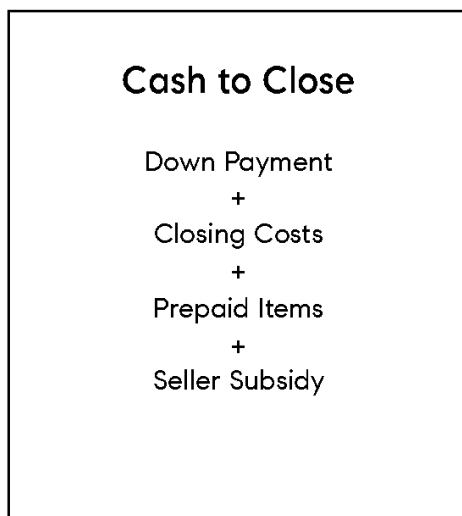 Cash to Close
Down Payment
+
Closing Costs
+
Prepaid Items
+
Seller Subsidy